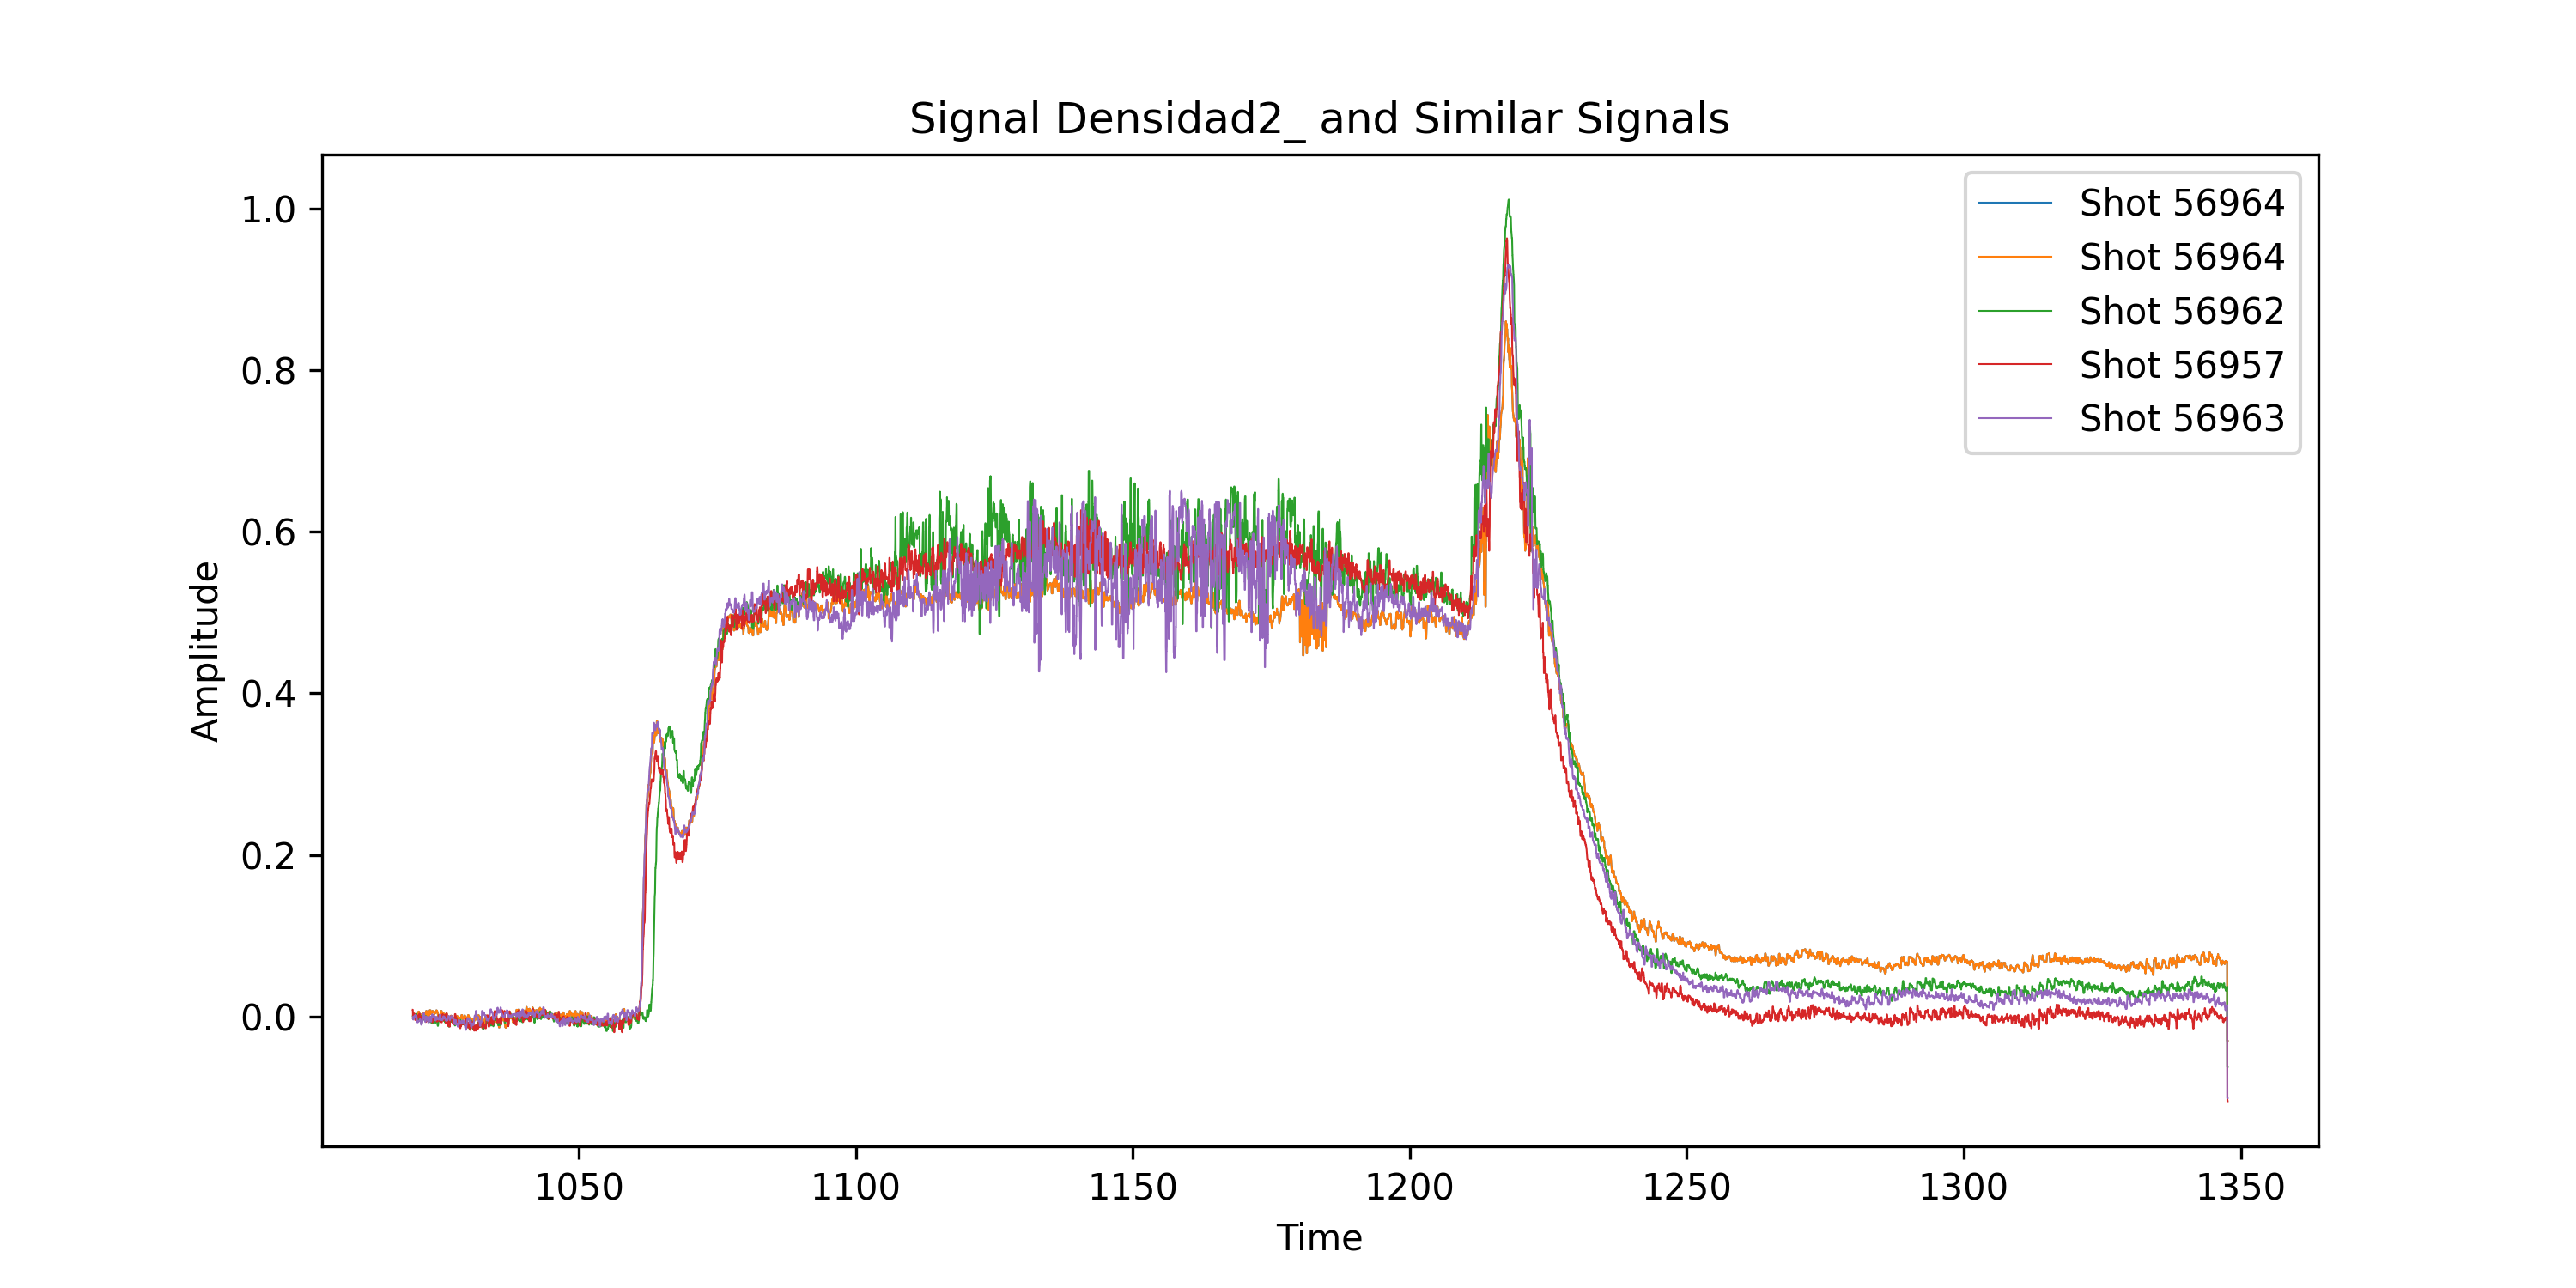 Signal Densidad2_ and Similar Signals
Shot 56964
Shot 56964
Shot 56962
Shot 56957
Shot 56963
1.0
0.8
0.6
0.4
0.2
0.0
Amplitude
1050 1100 1150 1200 1250 1300 1350
Time